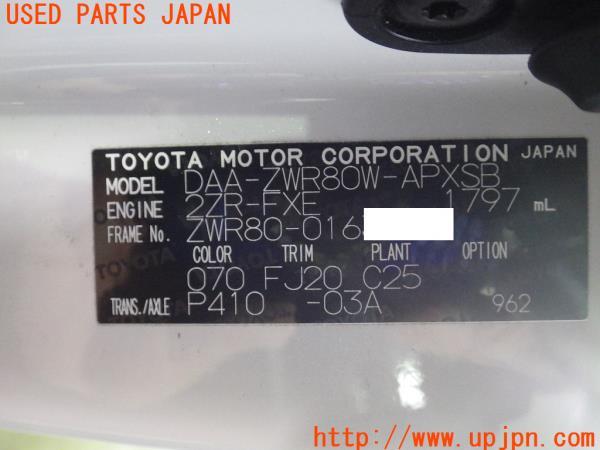 USED PARTS JAPAN
TOYOTA MOTOR CORPORATION JAPAN
MODEL DAA-ZWR80W-APXSB
ENGINE 2ZR-FXE 1797 mL
FRAME No. ZWR80-016
COLOR TRIM PLANT OPTION
070 FJ20 C25
TRANS./AXLE P410 -03A 962
http://www.upjpn.com